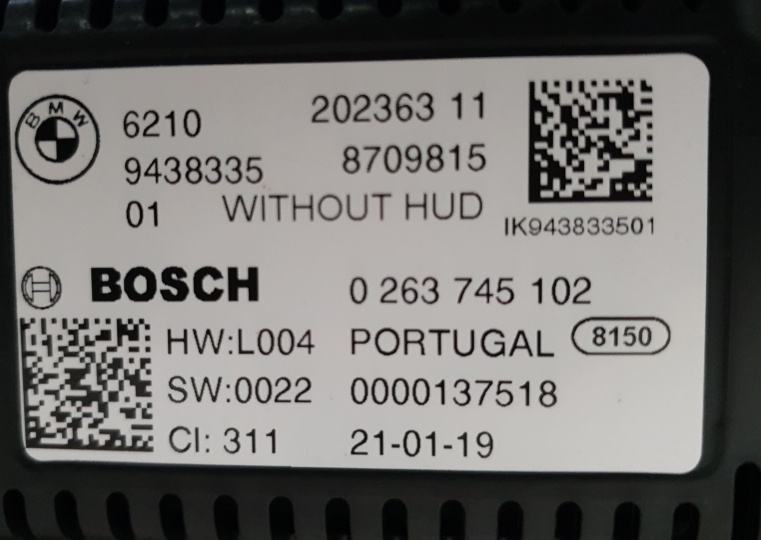 BMW
6210 202363 11
9438335 8709815
01 WITHOUT HUD
IK943833501
BOSCH 0 263 745 102
HW:L004 PORTUGAL 8150
SW:0022 0000137518
CI: 311 21-01-19